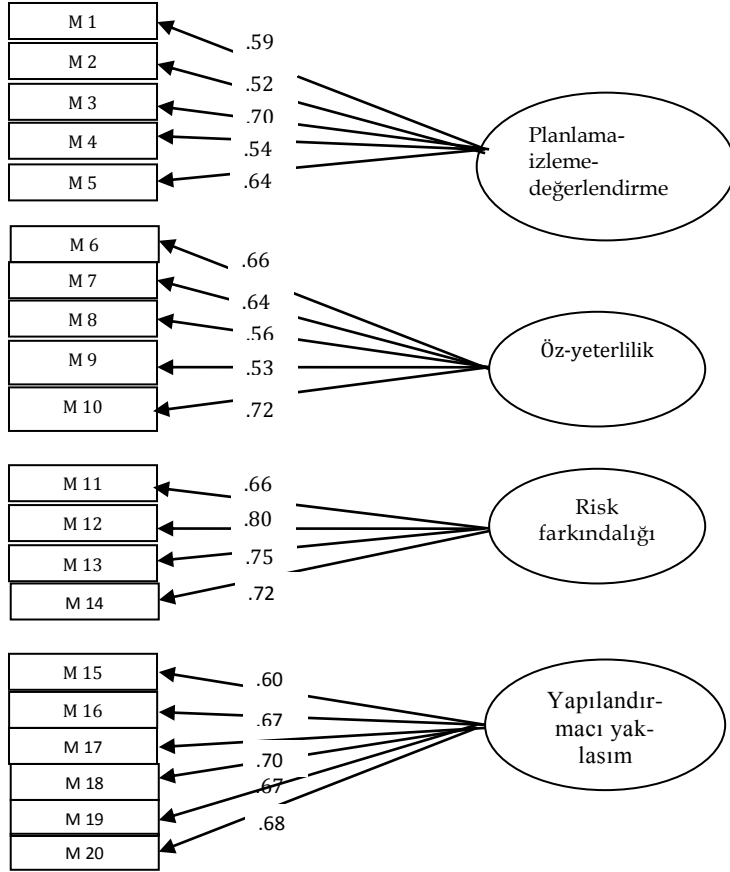 M 1
.59
M 2
.52
M 3
.70
M 4
.54
M 5
.64
Planlama-
izleme-
değerlendirme
M 6
.66
M 7
.64
M 8
.56
M 9
.53
M 10
.72
Öz-yeterlilik
M 11
.66
M 12
.80
M 13
.75
M 14
.72
Risk
farkındalığı
M 15
.60
M 16
.67
M 17
.70
M 18
.67
M 19
.68
M 20
Yapılandır-
macı yak-
lasım